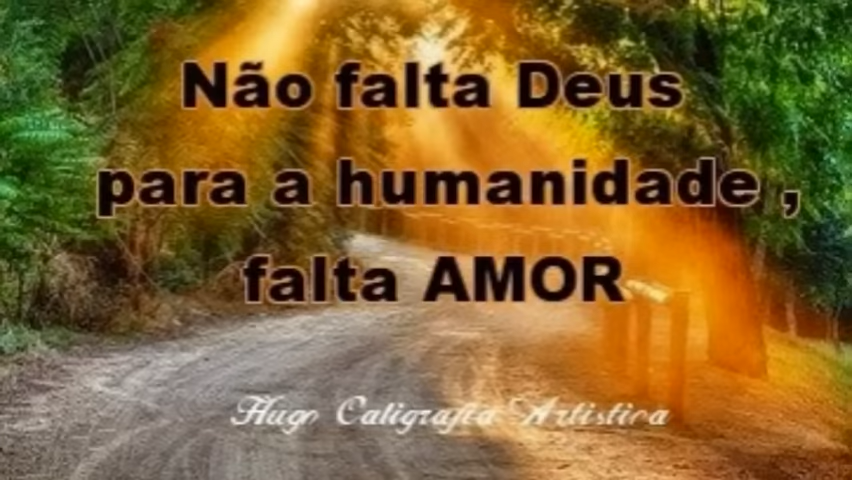 Não falta Deus
para a humanidade ,
falta AMOR
Hugo Caligrafia Artistica